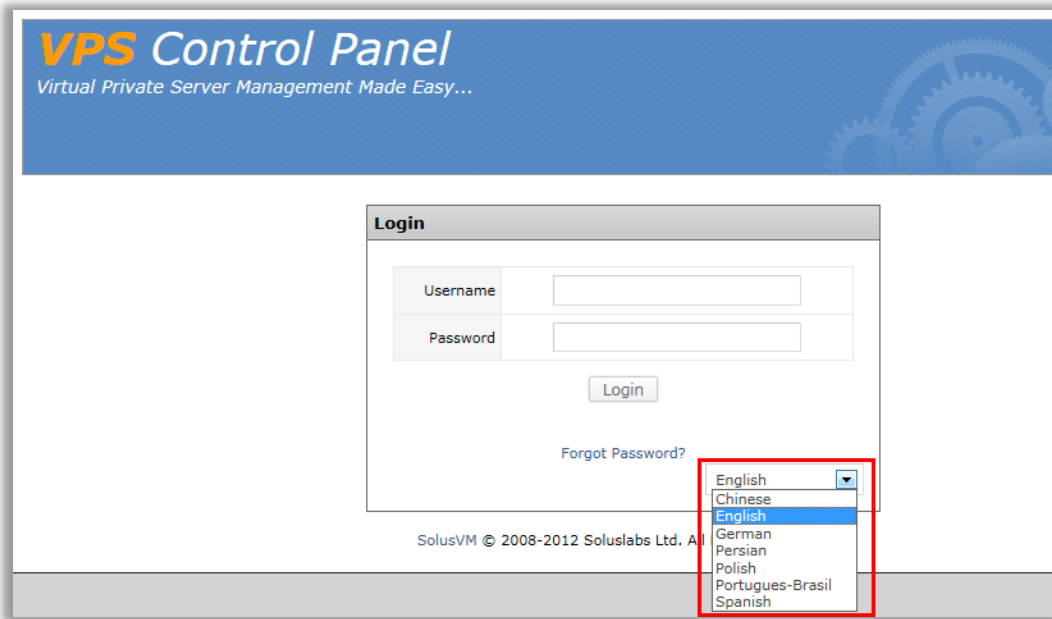 VPS Control Panel
Virtual Private Server Management Made Easy...
Login
Username
Password
Login
Forgot Password?
English
Chinese
English
German
Persian
Polish
Portugues-Brasil
Spanish
SolusVM © 2008-2012 Soluslabs Ltd.